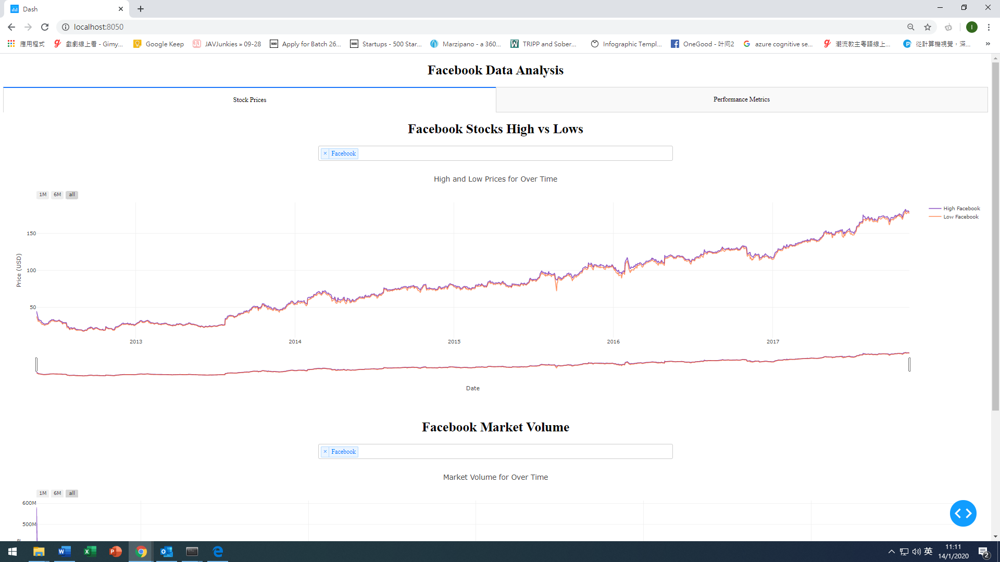 Dash
localhost:8050
I
應用程式
戲劇線上看 - Gimy...
Google Keep
JAVJunkies » 09-28
500
Apply for Batch 26...
500
Startups - 500 Star...
Marzipano - a 360...
TRIPP and Sober...
Infographic Templ...
OneGood - 叶问2
azure cognitive se...
潮流教主粵語線上...
從計算機視覺，深...
»
Facebook Data Analysis
Stock Prices
Performance Metrics
Facebook Stocks High vs Lows
× Facebook
High and Low Prices for Over Time
1M 6M all
High Facebook
Low Facebook
150
100
50
Price (USD)
2013 2014 2015 2016 2017
Date
Facebook Market Volume
× Facebook
Market Volume for Over Time
1M 6M all
600M
500M
英
11:11
14/1/2020
2